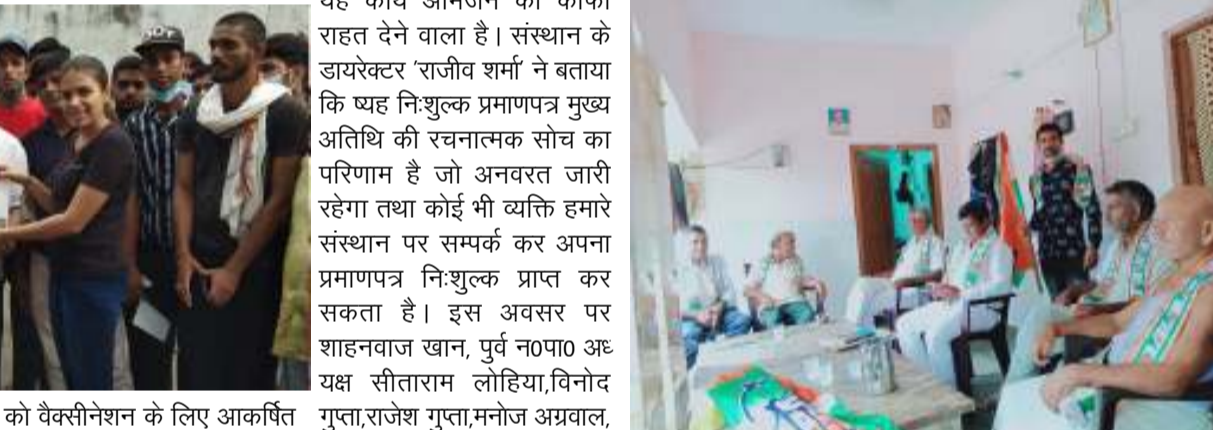 को वैक्सीनेशन के लिए आकर्षित
यह कार्य आमजन को काफी
राहत देने वाला है। संस्थान के
डायरेक्टर ’राजीव शर्मा’ ने बताया
कि ष्यह निःशुल्क प्रमाणपत्र मुख्य
अतिथि की रचनात्मक सोच का
परिणाम है जो अनवरत जारी
रहेगा तथा कोई भी व्यक्ति हमारे
संस्थान पर सम्पर्क कर अपना
प्रमाणपत्र निःशुल्क प्राप्त कर
सकता है। इस अवसर पर
शाहनवाज खान, पुर्व न0पा0 अध्
यक्ष सीताराम लोहिया,विनोद
गुप्ता,राजेश गुप्ता,मनोज अग्रवाल,